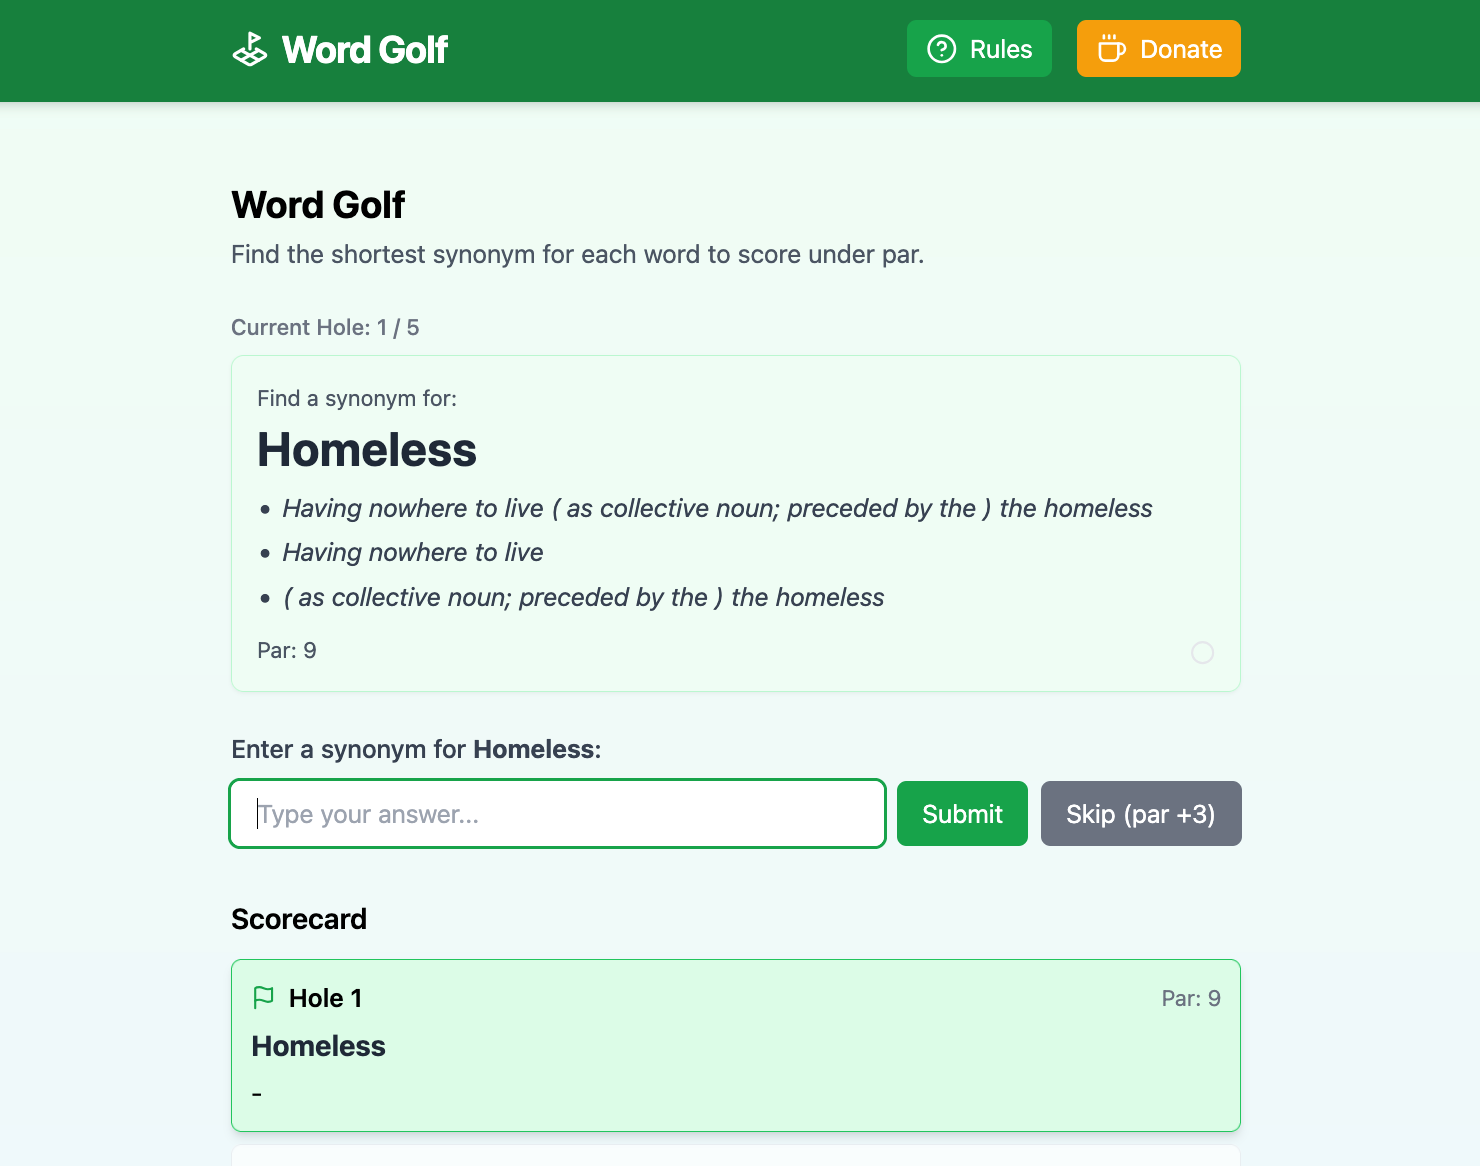 Word Golf
Rules
Donate
Word Golf
Find the shortest synonym for each word to score under par.
Current Hole: 1 / 5
Find a synonym for:
Homeless
• Having nowhere to live ( as collective noun; preceded by the ) the homeless
• Having nowhere to live
• ( as collective noun; preceded by the ) the homeless
Par: 9
Enter a synonym for Homeless:
Type your answer...
Submit
Skip (par +3)
Scorecard
Hole 1
Par: 9
Homeless
-